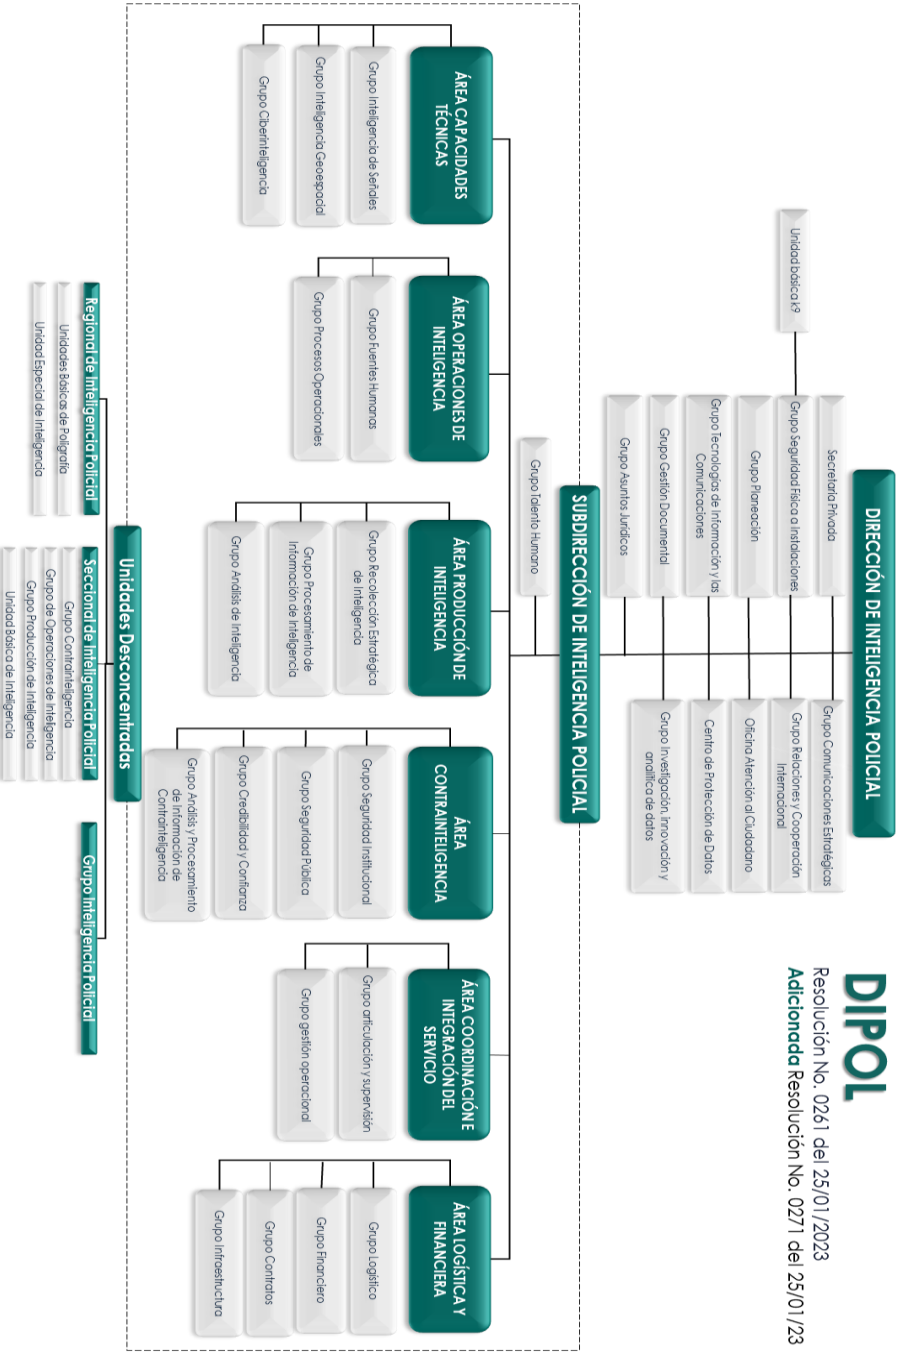 DIPOL
Resolución No. 0261 del 25/01/2023
Adicionada Resolución No. 0271 del 25/01/23
DIRECCIÓN DE INTELIGENCIA POLICIAL
Secretaria Privada
Grupo Comunicaciones Estratégicas
Unidad básica k9
Grupo Seguridad Física a Instalaciones
Grupo Relaciones y Cooperación
Internacional
Grupo Planeación
Oficina Atención al Ciudadano
Grupo Tecnologías de Información y las
Comunicaciones
Centro de Protección de Datos
Grupo Gestión Documental
Grupo Investigación, innovación y
analítica de datos
Grupo Asuntos Jurídicos
SUBDIRECCIÓN DE INTELIGENCIA POLICIAL
Grupo Talento Humano
ÁREA CAPACIDADES
TÉCNICAS
Grupo Inteligencia de Señales
Grupo Inteligencia Geoespacial
Grupo Ciberinteligencia
ÁREA OPERACIONES DE
INTELIGENCIA
Grupo Fuentes Humanas
Grupo Procesos Operacionales
ÁREA PRODUCCIÓN DE
INTELIGENCIA
Grupo Recolección Estratégica
de Inteligencia
Grupo Procesamiento de
Información de Inteligencia
Grupo Análisis de Inteligencia
ÁREA
CONTRAINTELIGENCIA
Grupo Seguridad Institucional
Grupo Seguridad Pública
Grupo Credibilidad y Confianza
Grupo Análisis y Procesamiento
de Información de
Contrainteligencia
ÁREA COORDINACIÓN E
INTEGRACIÓN DEL
SERVICIO
Grupo articulación y supervisión
Grupo gestión operacional
ÁREA LOGÍSTICA Y
FINANCIERA
Grupo Logístico
Grupo Financiero
Grupo Contratos
Grupo Infraestructura
Unidades Desconcentradas
Regional de Inteligencia Policial
Unidades Básicas de Poligrafía
Unidad Especial de Inteligencia
Seccional de Inteligencia Policial
Grupo Contrainteligencia
Grupo de Operaciones de Inteligencia
Grupo Producción de Inteligencia
Unidad Básica de Inteligencia
Grupo Inteligencia Policial